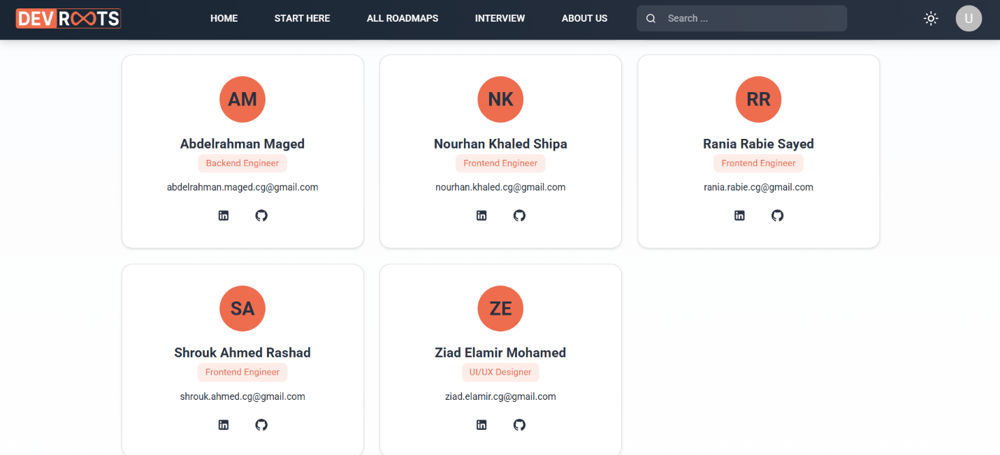 DEVROOTS
HOME
START HERE
ALL ROADMAPS
INTERVIEW
ABOUT US
Search ...
U
AM
Abdelrahman Maged
Backend Engineer
abdelrahman.maged.cg@gmail.com
NK
Nourhan Khaled Shipa
Frontend Engineer
nourhan.khaled.cg@gmail.com
RR
Rania Rabie Sayed
Frontend Engineer
rania.rabie.cg@gmail.com
SA
Shrouk Ahmed Rashad
Frontend Engineer
shrouk.ahmed.cg@gmail.com
ZE
Ziad Elamir Mohamed
UI/UX Designer
ziad.elamir.cg@gmail.com